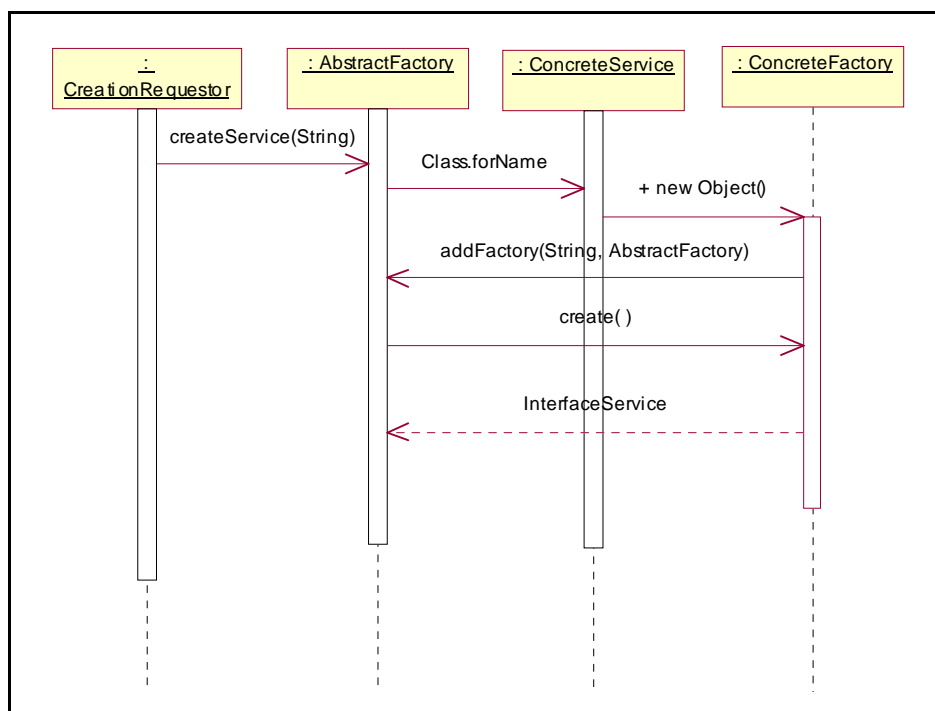 :
CreationRequestor
: AbstractFactory
: ConcreteService
: ConcreteFactory
createService(String)
Class.forName
+ new Object()
addFactory(String, AbstractFactory)
create( )
InterfaceService